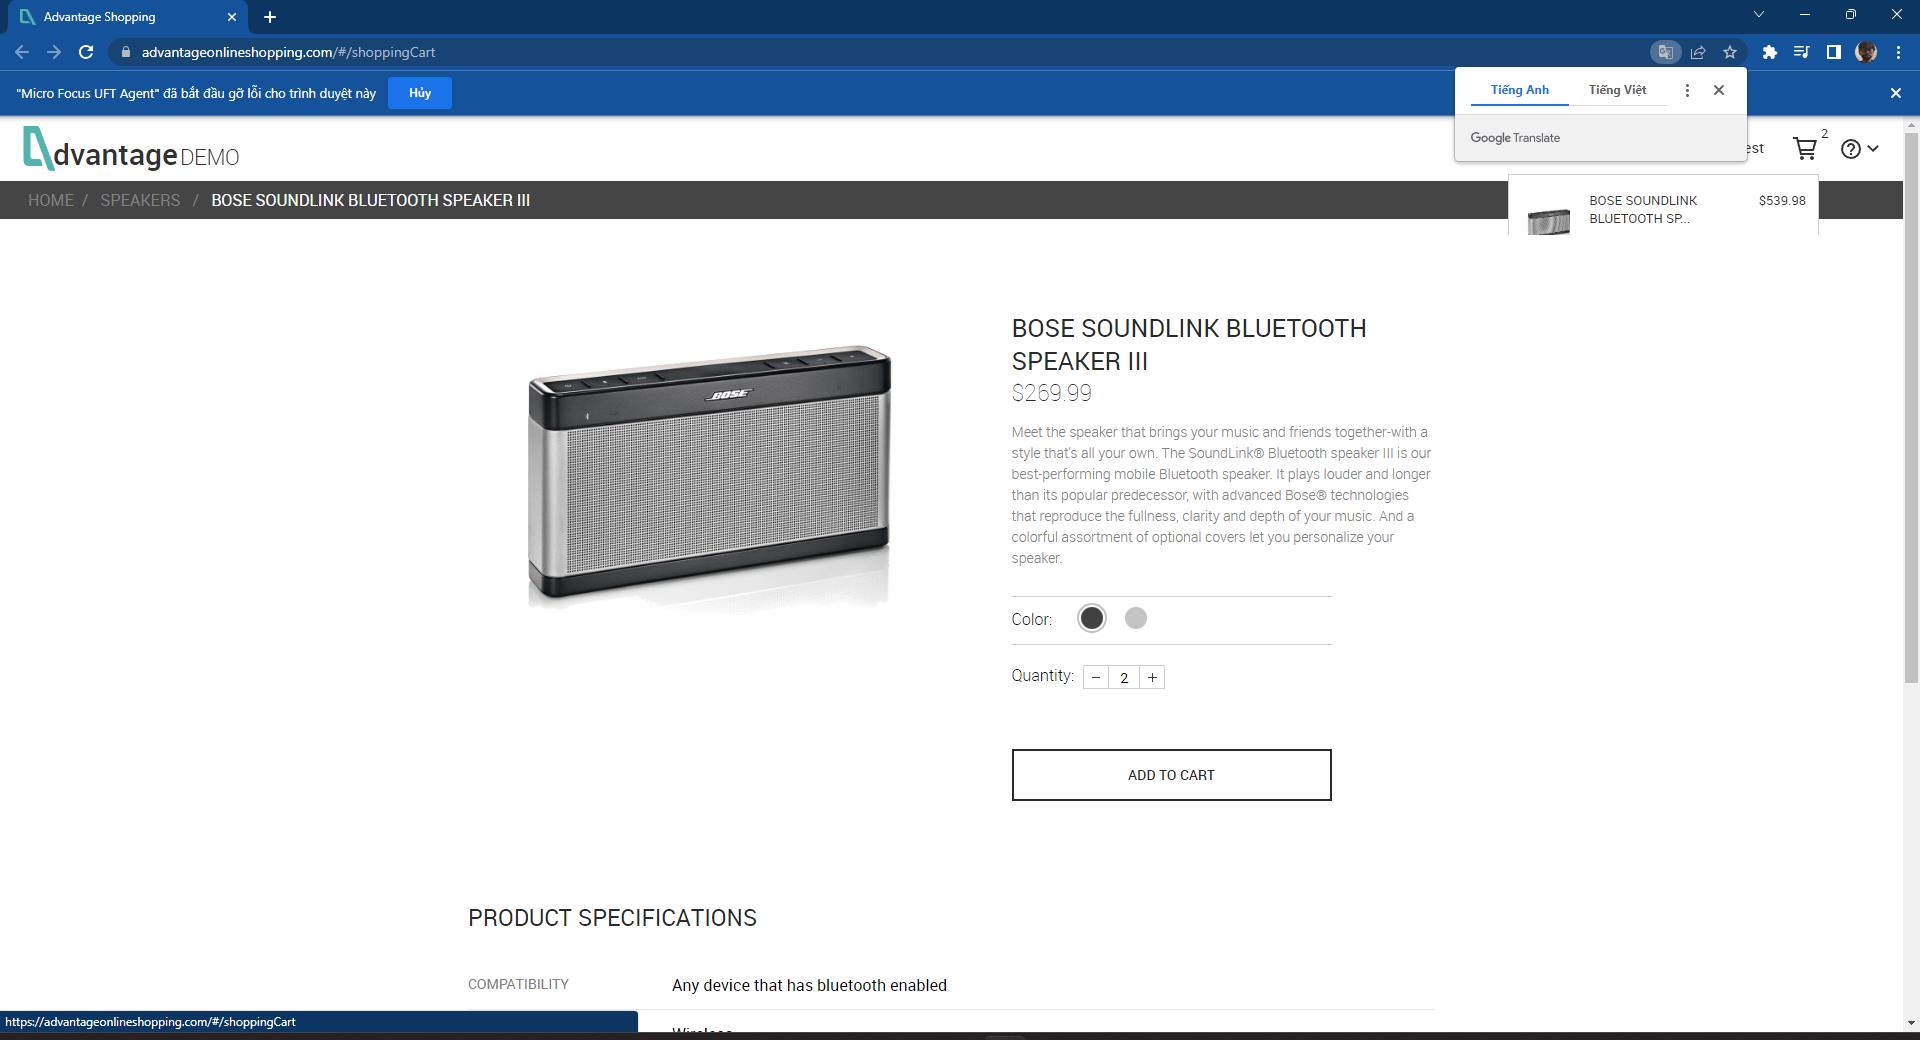 Advantage Shopping
advantageonlineshopping.com/#/shoppingCart
"Micro Focus UFT Agent" đã bắt đầu gỡ lỗi cho trình duyệt này
Hủy
Tiếng Anh
Tiếng Việt
Google Translate
dvantage DEMO
est
2
HOME / SPEAKERS / BOSE SOUNDLINK BLUETOOTH SPEAKER III
BOSE SOUNDLINK
BLUETOOTH SP...
$539.98
BOSE
BOSE SOUNDLINK BLUETOOTH
SPEAKER III
$269.99
Meet the speaker that brings your music and friends together-with a
style that's all your own. The SoundLink® Bluetooth speaker III is our
best-performing mobile Bluetooth speaker. It plays louder and longer
than its popular predecessor, with advanced Bose® technologies
that reproduce the fullness, clarity and depth of your music. And a
colorful assortment of optional covers let you personalize your
speaker.
Color:
Quantity: − 2 +
ADD TO CART
PRODUCT SPECIFICATIONS
COMPATIBILITY
Any device that has bluetooth enabled
Wireless
https://advantageonlineshopping.com/#/shoppingCart